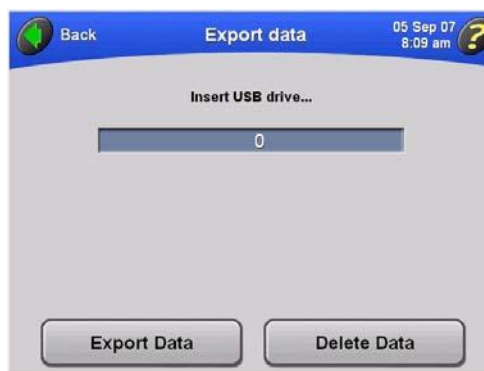 Back
Export data
05 Sep 07
8:09 am
?
Insert USB drive...
0
Export Data
Delete Data